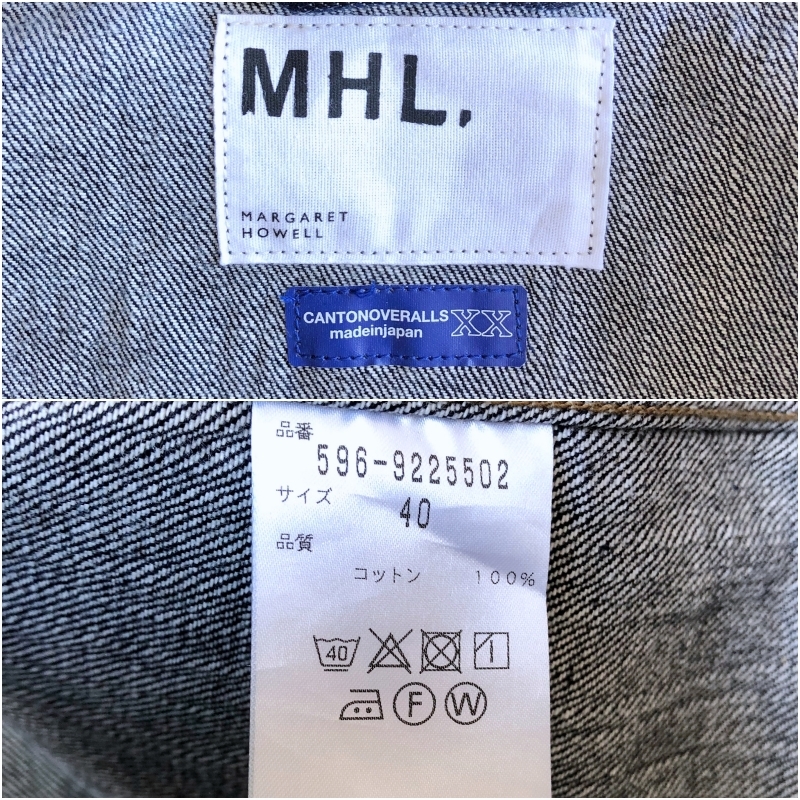 MHL.
MARGARET
HOWELL
CANTONOVERALLS XX
madeinjapan
品番
596-9225502
サイズ
40
品質
コットン 100%
40
F W